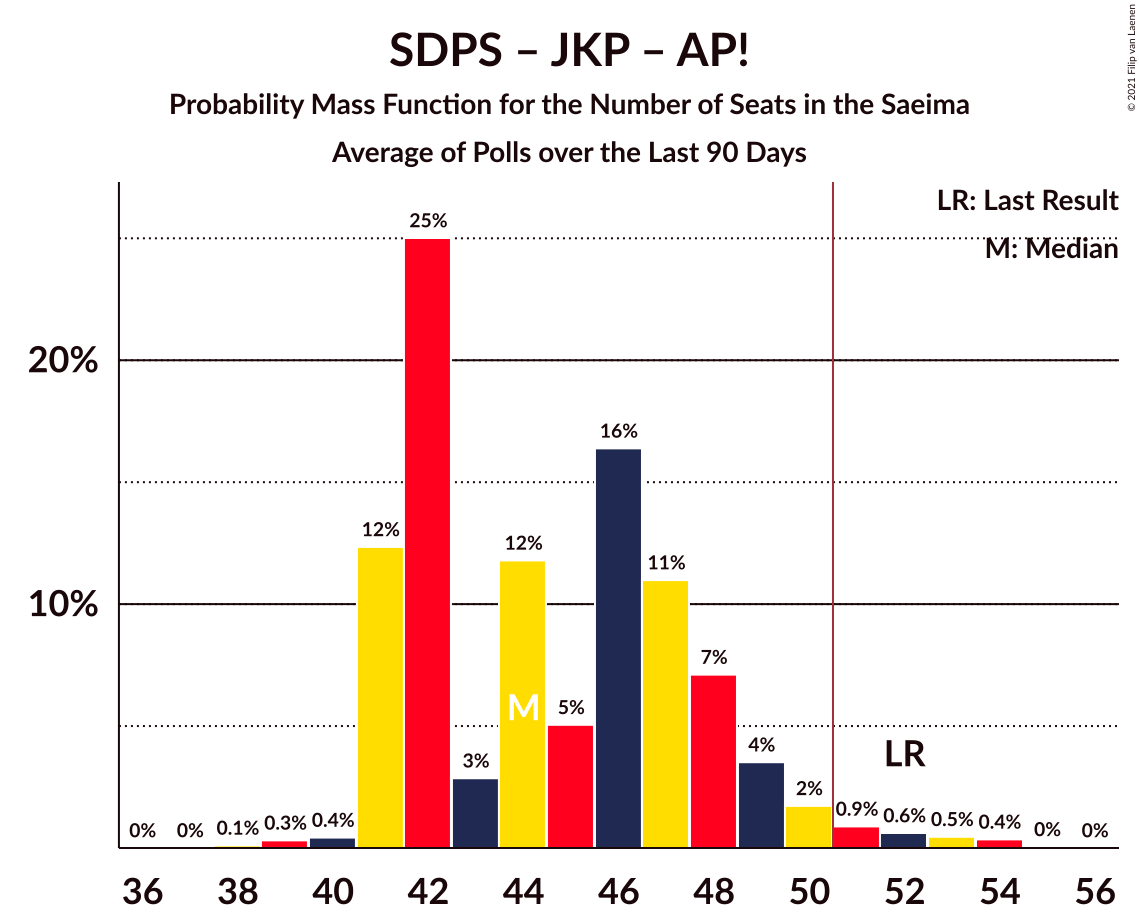 SDPS – JKP – AP!
Probability Mass Function for the Number of Seats in the Saeima
Average of Polls over the Last 90 Days
© 2021 Filip van Laenen
LR: Last Result
M: Median
25%
20%
16%
12%
12%
11%
10%
7%
M
5%
4%
LR
3%
2%
0%
0%
0.1%
0.3%
0.4%
0.9%
0.6%
0.5%
0.4%
0%
0%
36 38 40 42 44 46 48 50 52 54 56